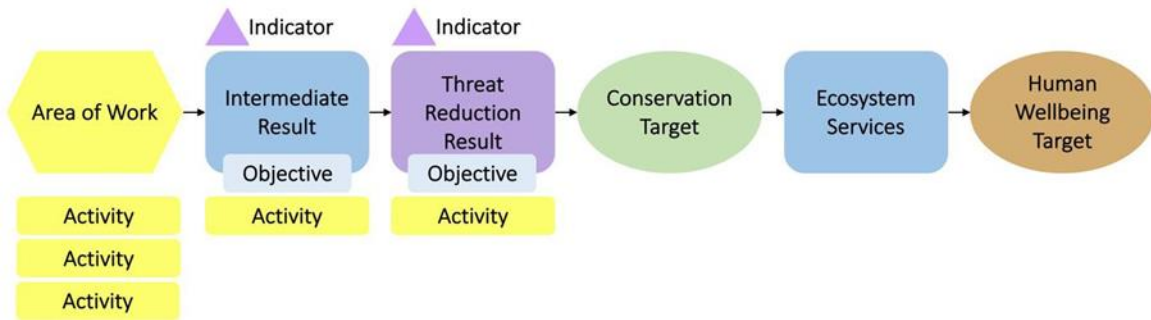 Indicator
Indicator
Area of Work
Intermediate
Result
Threat
Reduction
Result
Conservation
Target
Ecosystem
Services
Human
Wellbeing
Target
Objective
Objective
Activity
Activity
Activity
Activity
Activity